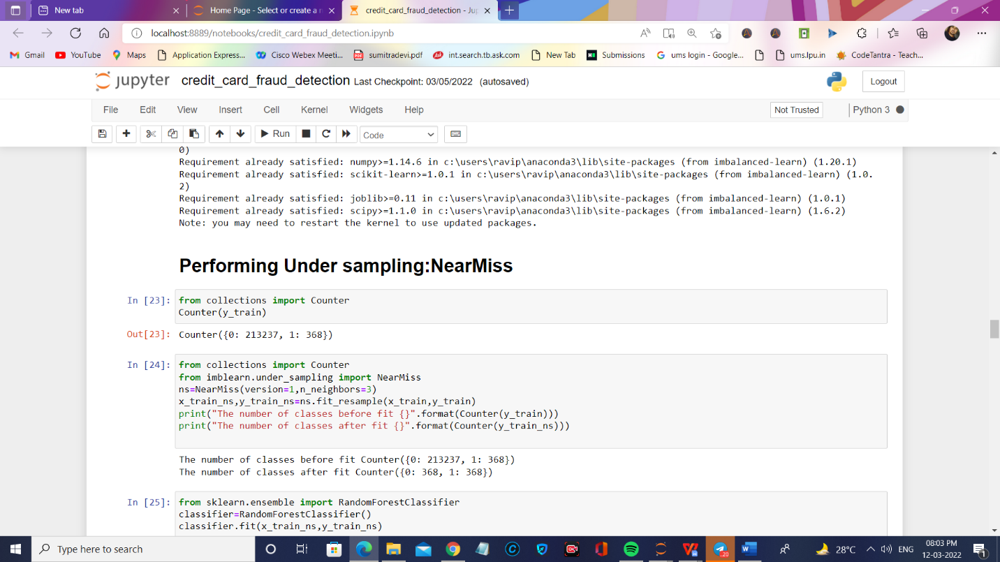 New tab
Home Page - Select or create a n
credit_card_fraud_detection - Ju
localhost:8889/notebooks/credit_card_fraud_detection.ipynb
Gmail YouTube Maps Application Express... Cisco Webex Meeti... sumitradevi.pdf int.search.tb.ask.com New Tab Submissions ums login - Google... ums.lpu.in CodeTantra - Teach...
jupyter credit_card_fraud_detection Last Checkpoint: 03/05/2022 (autosaved) Logout
File Edit View Insert Cell Kernel Widgets Help Not Trusted Python 3
Run Code
0)
Requirement already satisfied: numpy>=1.14.6 in c:\users\ravip\anaconda3\lib\site-packages (from imbalanced-learn) (1.20.1)
Requirement already satisfied: scikit-learn>=1.0.1 in c:\users\ravip\anaconda3\lib\site-packages (from imbalanced-learn) (1.0.
2)
Requirement already satisfied: joblib>=0.11 in c:\users\ravip\anaconda3\lib\site-packages (from imbalanced-learn) (1.0.1)
Requirement already satisfied: scipy>=1.1.0 in c:\users\ravip\anaconda3\lib\site-packages (from imbalanced-learn) (1.6.2)
Note: you may need to restart the kernel to use updated packages.
Performing Under sampling:NearMiss
In [23]: from collections import Counter
Counter(y_train)
Out[23]: Counter({0: 213237, 1: 368})
In [24]: from collections import Counter
from imblearn.under_sampling import NearMiss
ns=NearMiss(version=1,n_neighbors=3)
x_train_ns,y_train_ns=ns.fit_resample(x_train,y_train)
print("The number of classes before fit {}".format(Counter(y_train)))
print("The number of classes after fit {}".format(Counter(y_train_ns)))
The number of classes before fit Counter({0: 213237, 1: 368})
The number of classes after fit Counter({0: 368, 1: 368})
In [25]: from sklearn.ensemble import RandomForestClassifier
classifier=RandomForestClassifier()
classifier.fit(x_train_ns,y_train_ns)
Type here to search
28°C ENG
08:03 PM
12-03-2022